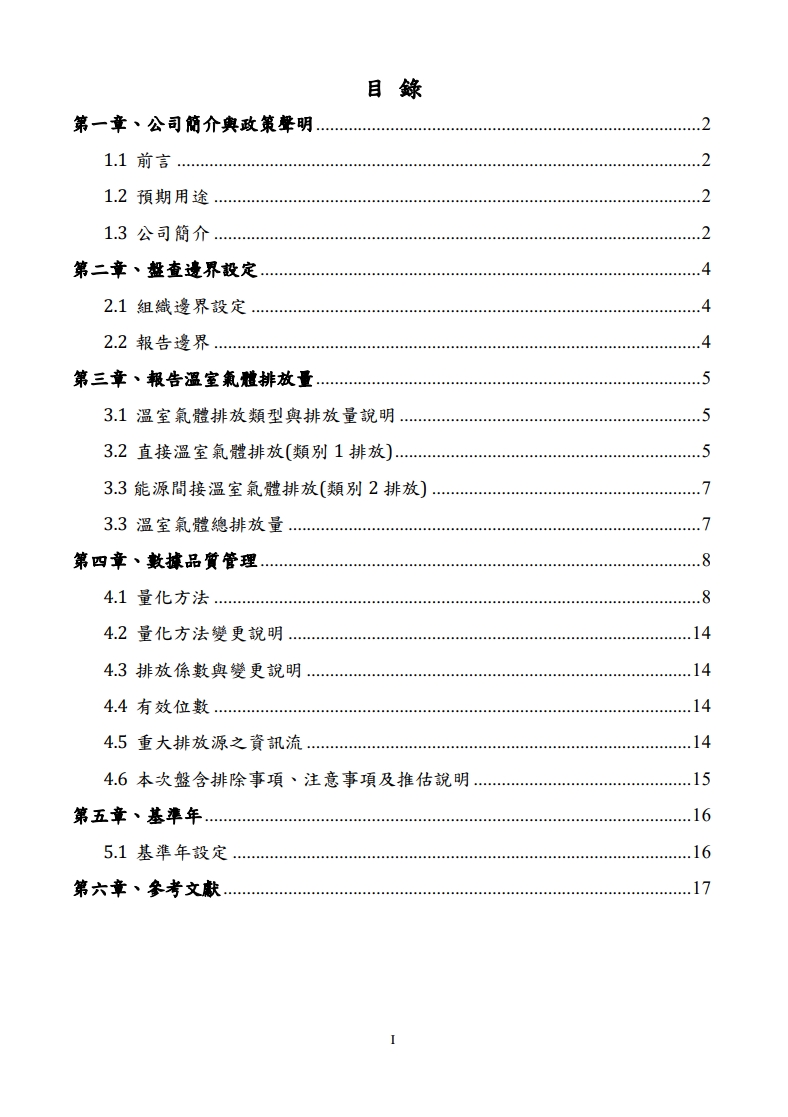 目 錄
第一章、公司簡介與政策聲明....................................................................................2
1.1 前言..................................................................................................................2
1.2 預期用途..........................................................................................................2
1.3 公司簡介..........................................................................................................2
第二章、盤查邊界設定................................................................................................4
2.1 組織邊界設定..................................................................................................4
2.2 報告邊界..........................................................................................................4
第三章、報告溫室氣體排放量....................................................................................5
3.1 溫室氣體排放類型與排放量說明..................................................................5
3.2 直接溫室氣體排放(類別 1 排放)...................................................................5
3.3 能源間接溫室氣體排放(類別 2 排放)...........................................................7
3.3 溫室氣體總排放量..........................................................................................7
第四章、數據品質管理................................................................................................8
4.1 量化方法..........................................................................................................8
4.2 量化方法變更說明........................................................................................14
4.3 排放係數與變更說明....................................................................................14
4.4 有效位數........................................................................................................14
4.5 重大排放源之資訊流....................................................................................14
4.6 本次盤含排除事項、注意事項及推估說明................................................15
第五章、基準年..........................................................................................................16
5.1 基準年設定....................................................................................................16
第六章、參考文獻......................................................................................................17
I